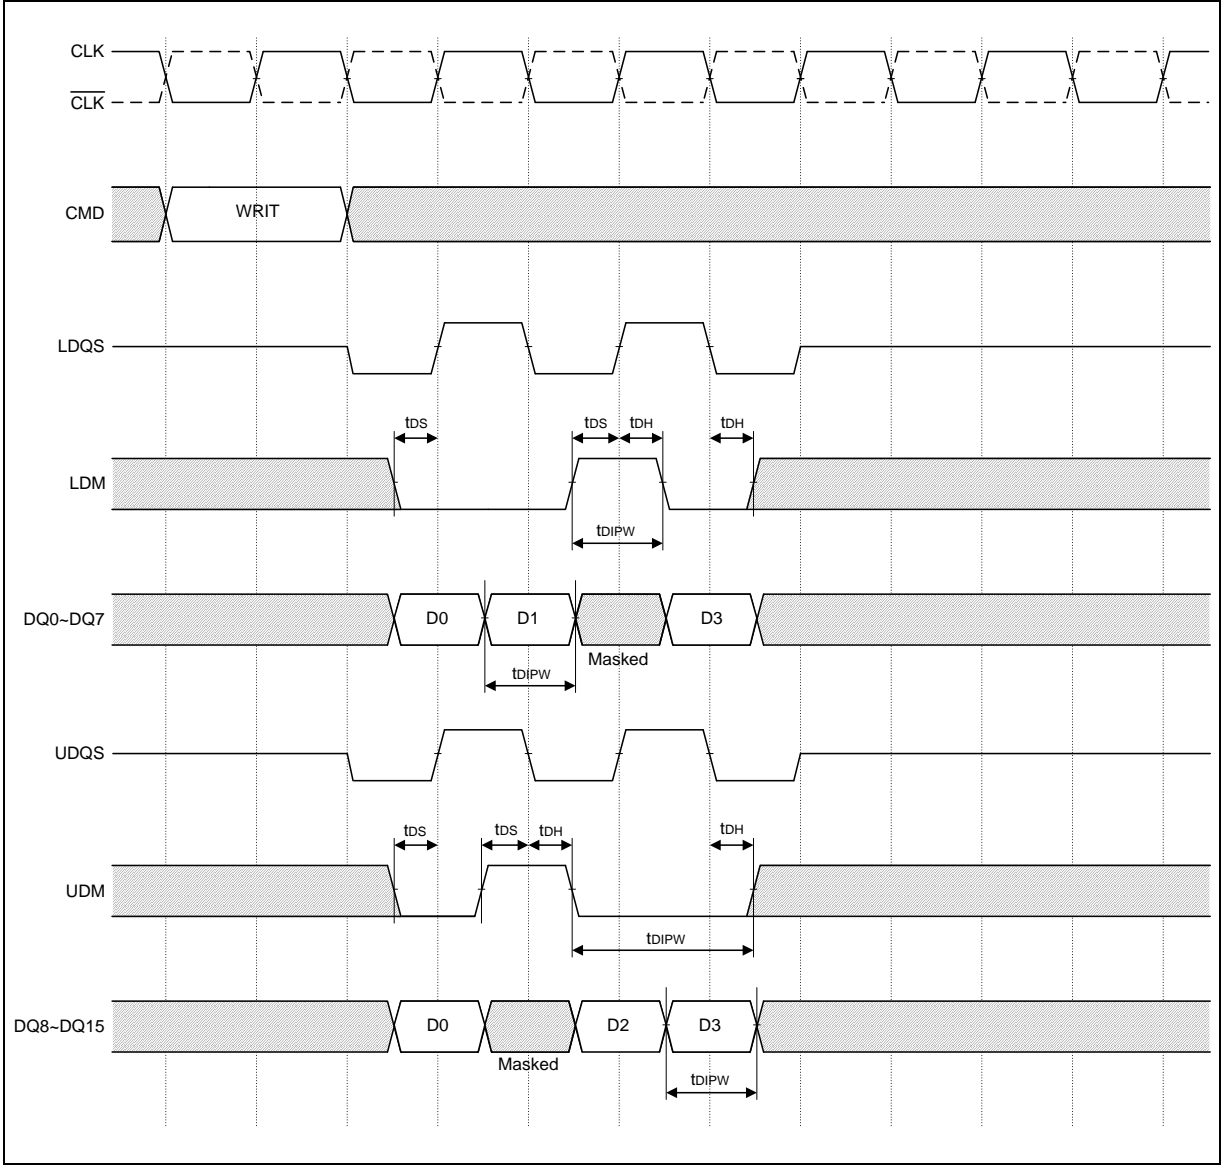 CLK
CLK
CMD
WRIT
LDQS
tDS
tDS
tDH
tDH
LDM
tDIPW
DQ0~DQ7
D0
D1
D3
Masked
tDIPW
UDQS
tDS
tDS
tDH
tDH
UDM
tDIPW
DQ8~DQ15
D0
D2
D3
Masked
tDIPW